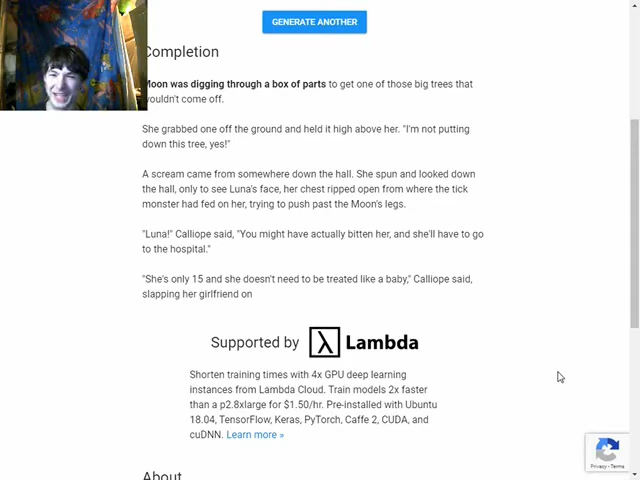 GENERATE ANOTHER
Completion
Moon was digging through a box of parts to get one of those big trees that
wouldn't come off.
She grabbed one off the ground and held it high above her. "I'm not putting
down this tree, yes!"
A scream came from somewhere down the hall. She spun and looked down
the hall, only to see Luna's face, her chest ripped open from where the tick
monster had fed on her, trying to push past the Moon's legs.
"Luna!" Calliope said, "You might have actually bitten her, and she'll have to go
to the hospital."
"She's only 15 and she doesn't need to be treated like a baby," Calliope said,
slapping her girlfriend on
Supported by λ Lambda
Shorten training times with 4x GPU deep learning
instances from Lambda Cloud. Train models 2x faster
than a p2.8xlarge for $1.50/hr. Pre-installed with Ubuntu
18.04, TensorFlow, Keras, PyTorch, Caffe 2, CUDA, and
cuDNN. Learn more »
Privacy - Terms
About